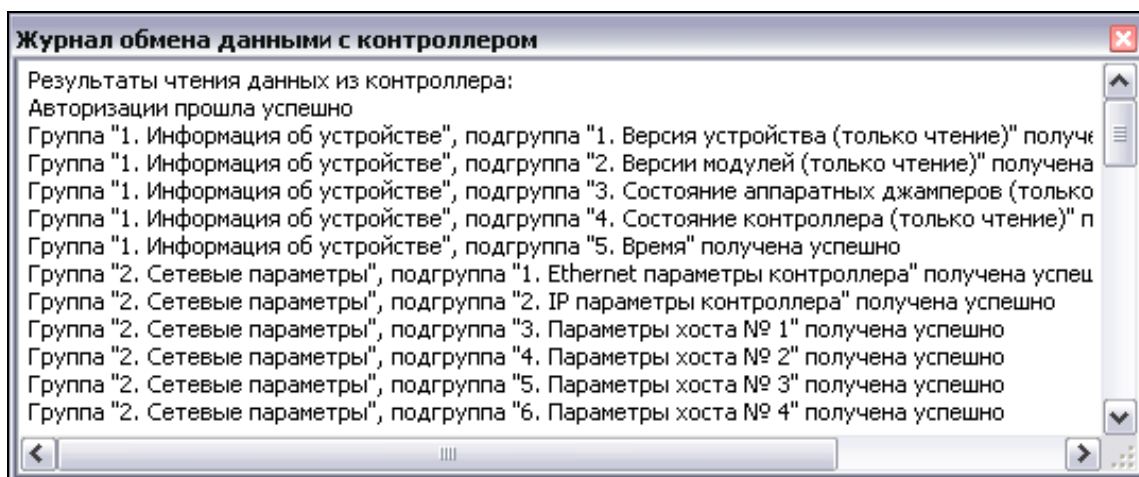 Журнал обмена данными с контроллером
Результаты чтения данных из контроллера:
Авторизации прошла успешно
Группа "1. Информация об устройстве", подгруппа "1. Версия устройства (только чтение)" получе
Группа "1. Информация об устройстве", подгруппа "2. Версии модулей (только чтение)" получена
Группа "1. Информация об устройстве", подгруппа "3. Состояние аппаратных джамперов (только
Группа "1. Информация об устройстве", подгруппа "4. Состояние контроллера (только чтение)" п
Группа "1. Информация об устройстве", подгруппа "5. Время" получена успешно
Группа "2. Сетевые параметры", подгруппа "1. Ethernet параметры контроллера" получена успеш
Группа "2. Сетевые параметры", подгруппа "2. IP параметры контроллера" получена успешно
Группа "2. Сетевые параметры", подгруппа "3. Параметры хоста № 1" получена успешно
Группа "2. Сетевые параметры", подгруппа "4. Параметры хоста № 2" получена успешно
Группа "2. Сетевые параметры", подгруппа "5. Параметры хоста № 3" получена успешно
Группа "2. Сетевые параметры", подгруппа "6. Параметры хоста № 4" получена успешно